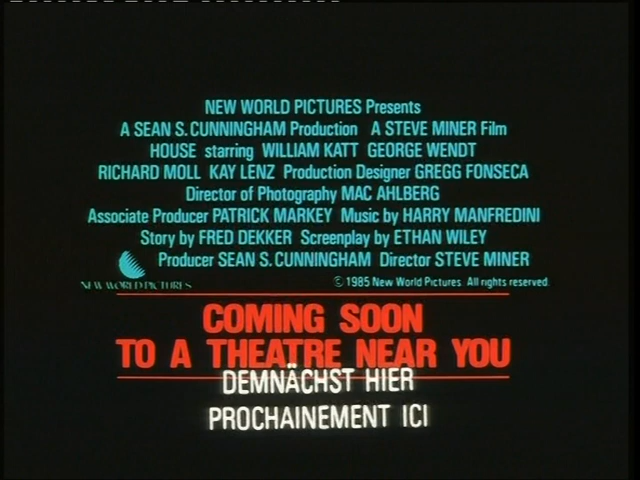 NEW WORLD PICTURES Presents
A SEAN S. CUNNINGHAM Production A STEVE MINER Film
HOUSE starring WILLIAM KATT GEORGE WENDT
RICHARD MOLL KAY LENZ Production Designer GREGG FONSECA
Director of Photography MAC AHLBERG
Associate Producer PATRICK MARKEY Music by HARRY MANFREDINI
Story by FRED DEKKER Screenplay by ETHAN WILEY
Producer SEAN S. CUNNINGHAM Director STEVE MINER
NEW WORLD PICTURES
© 1985 New World Pictures All rights reserved.
COMING SOON
TO A THEATRE NEAR YOU
DEMNÄCHST HIER
PROCHAINEMENT ICI